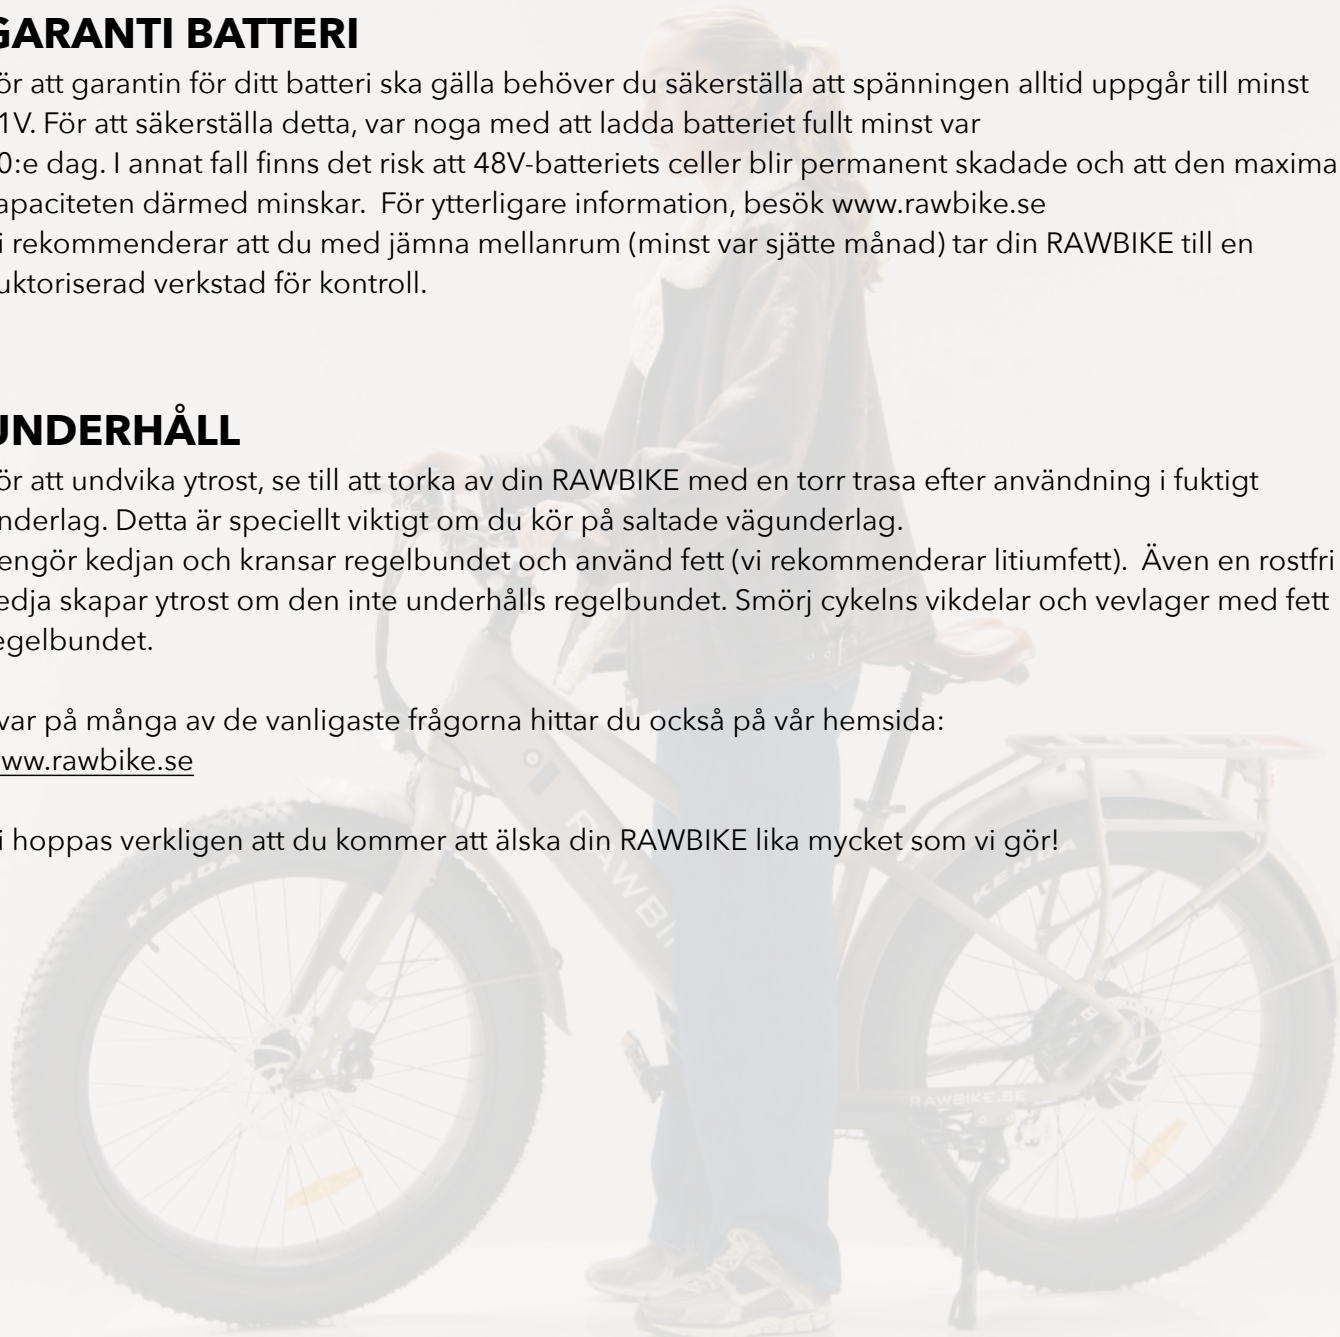 GARANTI BATTERI
ör att garantin för ditt batteri ska gälla behöver du säkerställa att spänningen alltid uppgår till minst
1V. För att säkerställa detta, var noga med att ladda batteriet fullt minst var
0:e dag. I annat fall finns det risk att 48V-batteriets celler blir permanent skadade och att den maxima
apaciteten därmed minskar. För ytterligare information, besök www.rawbike.se
i rekommenderar att du med jämna mellanrum (minst var sjätte månad) tar din RAWBIKE till en
uktoriserad verkstad för kontroll.
UNDERHÅLL
ör att undvika ytrost, se till att torka av din RAWBIKE med en torr trasa efter användning i fuktigt
nderlag. Detta är speciellt viktigt om du kör på saltade vägunderlag.
engör kedjan och kransar regelbundet och använd fett (vi rekommenderar litiumfett). Även en rostfri
edja skapar ytrost om den inte underhålls regelbundet. Smörj cykelns vikdelar och vevlager med fett
egelbundet.
var på många av de vanligaste frågorna hittar du också på vår hemsida:
ww.rawbike.se
i hoppas verkligen att du kommer att älska din RAWBIKE lika mycket som vi gör!
KENDA
RAWBI
KENDA
RAWBIKE.SE